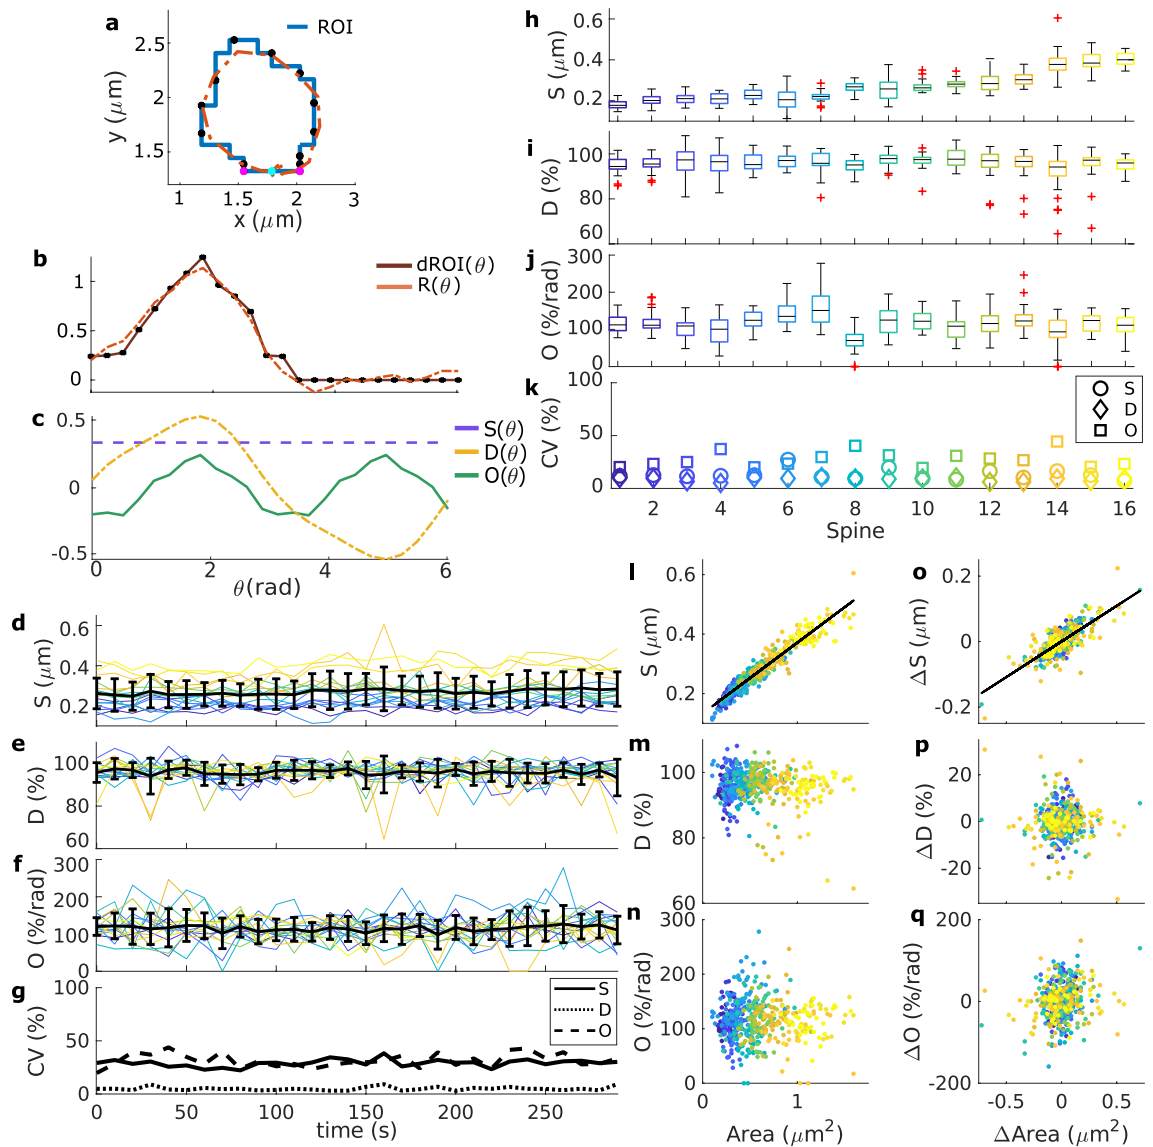 a
ROI
2.5
2
1.5
y (μm)
1
1.5
2
2.5
3
x (μm)
b
dROI(θ)
R(θ)
1
0.5
0
c
S(θ)
D(θ)
O(θ)
0.5
0
-0.5
0
2
4
6
θ(rad)
d
0.6
0.4
0.2
S (μm)
e
100
80
60
D (%)
f
300
200
100
0
O (%/rad)
g
100
50
0
CV (%)
S
D
O
0
50
100
150
200
250
time (s)
h
0.6
0.4
0.2
S (μm)
i
100
80
60
D (%)
j
300
200
100
0
O (%/rad)
k
100
50
0
CV (%)
S
D
O
2
4
6
8
10
12
14
16
Spine
l
0.6
0.4
0.2
S (μm)
m
100
80
60
D (%)
n
300
200
100
0
O (%/rad)
0
1
Area (μm²)
o
0.2
0
-0.2
ΔS (μm)
p
20
0
-20
ΔD (%)
q
200
0
-200
ΔO (%/rad)
-0.5
0
0.5
ΔArea (μm²)